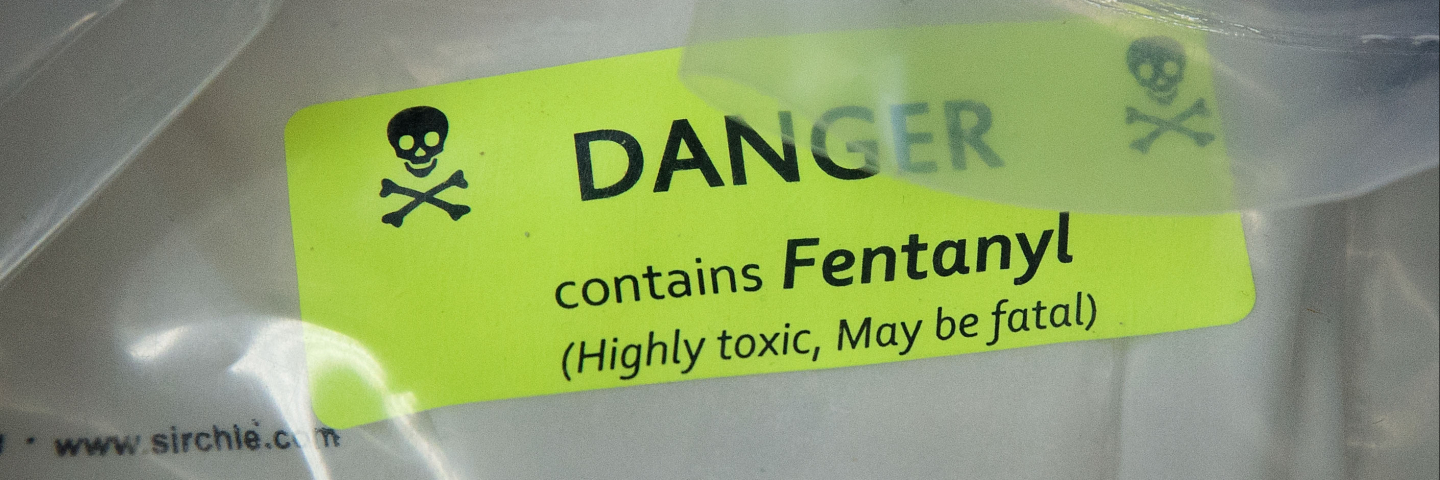 DANGER
contains Fentanyl
(Highly toxic, May be fatal)
· www.sirchie.com